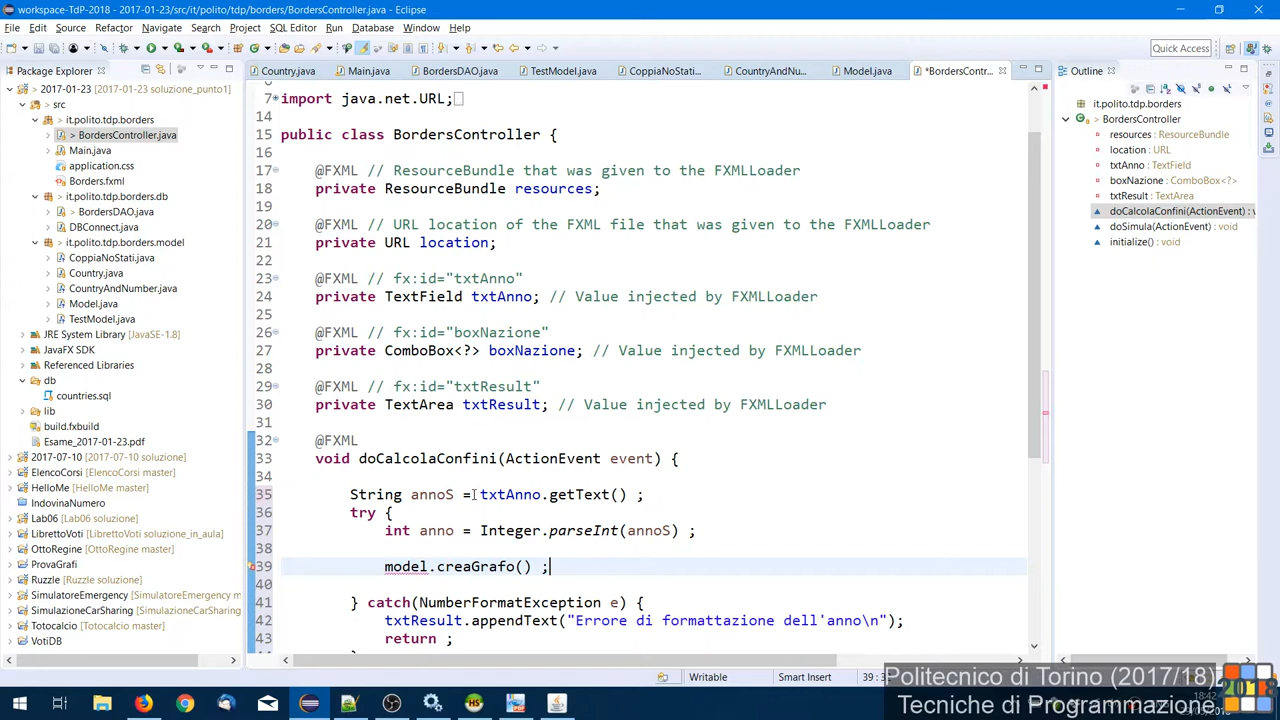 workspace-TdP-2018 - 2017-01-23/src/it/polito/tdp/borders/BordersController.java - Eclipse
File Edit Source Refactor Navigate Search Project SQL Editor Run Database Window Help
Quick Access
Package Explorer
Country.java Main.java BordersDAO.java TestModel.java CoppiaNoStati... CountryAndNu... Model.java *BordersContr...
Outline
2017-01-23 [2017-01-23 soluzione_punto1]
src
it.polito.tdp.borders
> BordersController.java
Main.java
application.css
Borders.fxml
> it.polito.tdp.borders.db
> BordersDAO.java
DBConnect.java
it.polito.tdp.borders.model
CoppiaNoStati.java
Country.java
CountryAndNumber.java
Model.java
TestModel.java
JRE System Library [JavaSE-1.8]
JavaFX SDK
Referenced Libraries
db
countries.sql
lib
build.fxbuild
Esame_2017-01-23.pdf
2017-07-10 [2017-07-10 soluzione]
ElencoCorsi [ElencoCorsi master]
HelloMe [HelloMe master]
IndovinaNumero
Lab06 [Lab06 soluzione]
LibrettoVoti [LibrettoVoti soluzione_in_aula]
OttoRegine [OttoRegine master]
ProvaGrafi
Ruzzle [Ruzzle master]
SimulatoreEmergency [SimulatoreEmergency master]
SimulazioneCarSharing [SimulazioneCarSharing master]
Totocalcio [Totocalcio master]
VotiDB
7 import java.net.URL;
14
15 public class BordersController {
16
17 @FXML // ResourceBundle that was given to the FXMLLoader
18 private ResourceBundle resources;
19
20 @FXML // URL location of the FXML file that was given to the FXMLLoader
21 private URL location;
22
23 @FXML // fx:id="txtAnno"
24 private TextField txtAnno; // Value injected by FXMLLoader
25
26 @FXML // fx:id="boxNazione"
27 private ComboBox<?> boxNazione; // Value injected by FXMLLoader
28
29 @FXML // fx:id="txtResult"
30 private TextArea txtResult; // Value injected by FXMLLoader
31
32 @FXML
33 void doCalcolaConfini(ActionEvent event) {
34
35 String annoS = txtAnno.getText() ;
36 try {
37 int anno = Integer.parseInt(annoS) ;
38
39 model.creaGrafo() ;
40
41 } catch(NumberFormatException e) {
42 txtResult.appendText("Errore di formattazione dell'anno\n");
43 return ;
it.polito.tdp.borders
BordersController
resources : ResourceBundle
location : URL
txtAnno : TextField
boxNazione : ComboBox<?>
txtResult : TextArea
doCalcolaConfini(ActionEvent) : v
doSimula(ActionEvent) : void
initialize() : void
Writable Smart Insert 39 : 3
Politecnico di Torino (2017/18)
Tecniche di Programmazione
2018
18:42